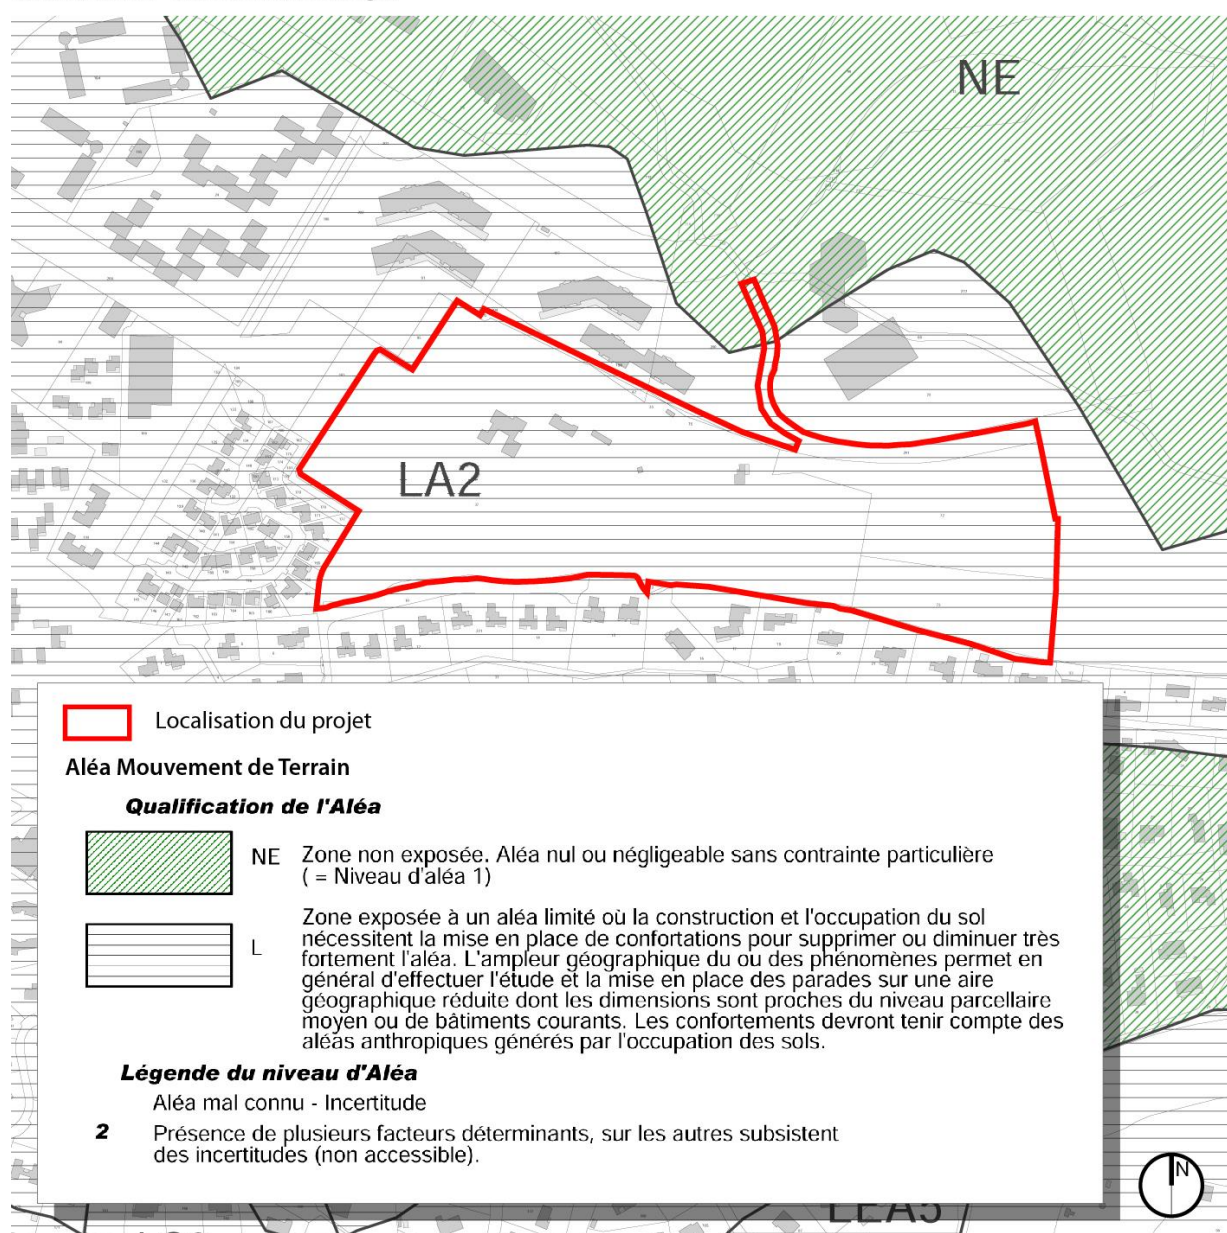 NE
LA2
Localisation du projet
Aléa Mouvement de Terrain
Qualification de l'Aléa
NE Zone non exposée. Aléa nul ou négligeable sans contrainte particulière
( = Niveau d'aléa 1)
L Zone exposée à un aléa limité où la construction et l'occupation du sol
nécessitent la mise en place de confortations pour supprimer ou diminuer très
fortement l'aléa. L'ampleur géographique du ou des phénomènes permet en
général d'effectuer l'étude et la mise en place des parades sur une aire
géographique réduite dont les dimensions sont proches du niveau parcellaire
moyen ou de bâtiments courants. Les confortements devront tenir compte des
aléas anthropiques générés par l'occupation des sols.
Légende du niveau d'Aléa
Aléa mal connu - Incertitude
2 Présence de plusieurs facteurs déterminants, sur les autres subsistent
des incertitudes (non accessible).
N
LEA5